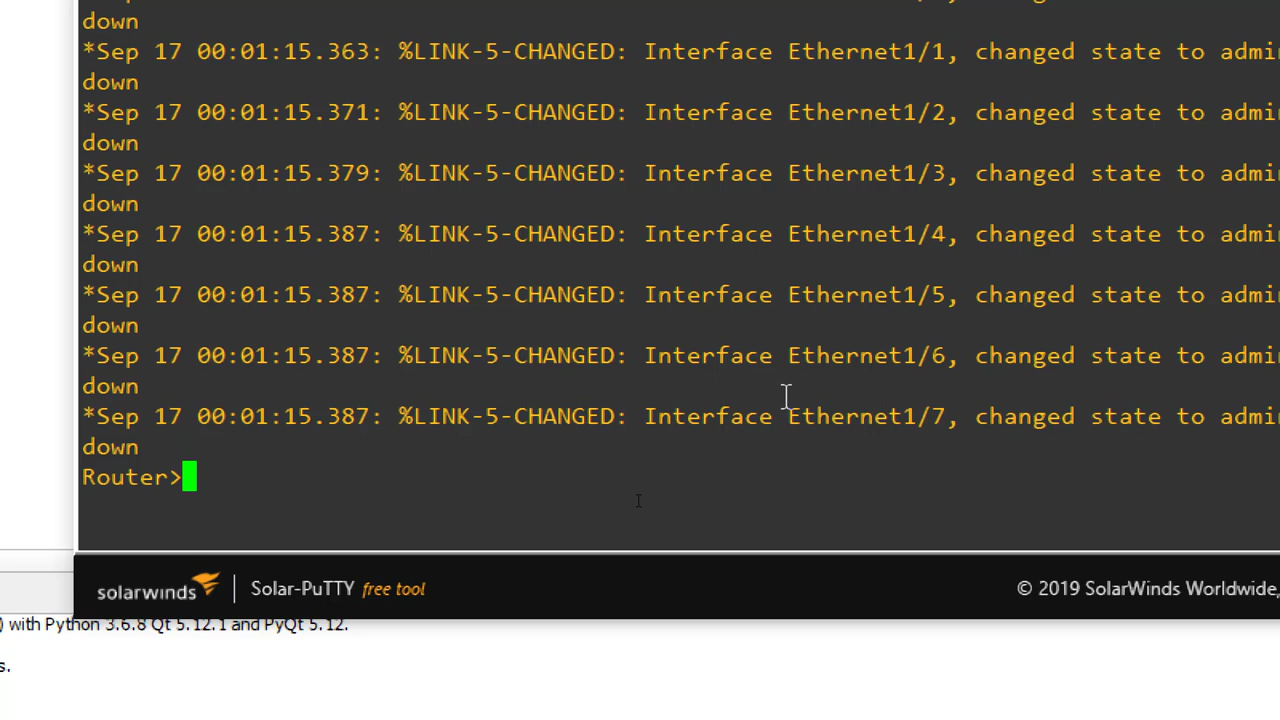 down
*Sep 17 00:01:15.363: %LINK-5-CHANGED: Interface Ethernet1/1, changed state to admi
down
*Sep 17 00:01:15.371: %LINK-5-CHANGED: Interface Ethernet1/2, changed state to admi
down
*Sep 17 00:01:15.379: %LINK-5-CHANGED: Interface Ethernet1/3, changed state to admi
down
*Sep 17 00:01:15.387: %LINK-5-CHANGED: Interface Ethernet1/4, changed state to admi
down
*Sep 17 00:01:15.387: %LINK-5-CHANGED: Interface Ethernet1/5, changed state to admi
down
*Sep 17 00:01:15.387: %LINK-5-CHANGED: Interface Ethernet1/6, changed state to admi
down
*Sep 17 00:01:15.387: %LINK-5-CHANGED: Interface Ethernet1/7, changed state to admi
down
Router>
solarwinds | Solar-PuTTY free tool © 2019 SolarWinds Worldwide,
) with Python 3.6.8 Qt 5.12.1 and PyQt 5.12.
s.